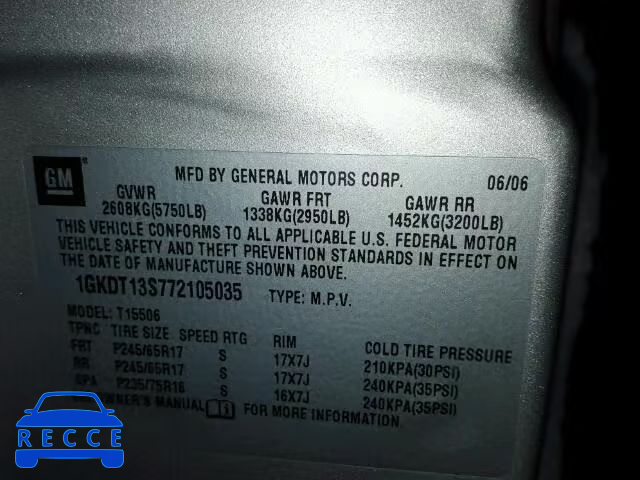 GM
MFD BY GENERAL MOTORS CORP. 06/06
GVWR GAWR FRT GAWR RR
2608KG(5750LB) 1338KG(2950LB) 1452KG(3200LB)
THIS VEHICLE CONFORMS TO ALL APPLICABLE U.S. FEDERAL MOTOR
VEHICLE SAFETY AND THEFT PREVENTION STANDARDS IN EFFECT ON
THE DATE OF MANUFACTURE SHOWN ABOVE.
1GKDT13S772105035 TYPE: M.P.V.
MODEL: T15506
TPNC TIRE SIZE SPEED RTG RIM COLD TIRE PRESSURE
FRT P245/65R17 S 17X7J 210KPA(30PSI)
RR P245/65R17 S 17X7J 240KPA(35PSI)
SPA P235/75R16 S 16X7J 240KPA(35PSI)
OWNER'S MANUAL FOR MORE INFORMATION.
RECCE